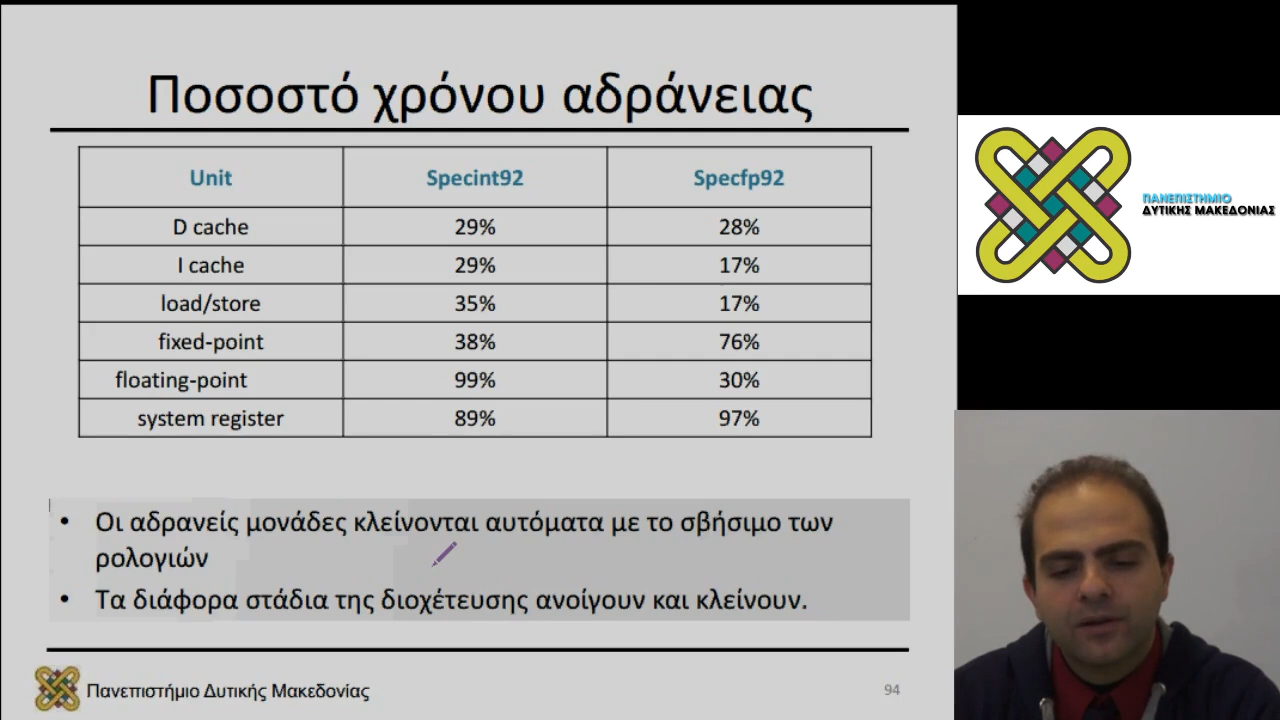 Ποσοστό χρόνου αδράνειας
Unit Specint92 Specfp92
D cache 29% 28%
I cache 29% 17%
load/store 35% 17%
fixed-point 38% 76%
floating-point 99% 30%
system register 89% 97%
• Οι αδρανείς μονάδες κλείνονται αυτόματα με το σβήσιμο των
ρολογιών
• Τα διάφορα στάδια της διοχέτευσης ανοίγουν και κλείνουν.
Πανεπιστήμιο Δυτικής Μακεδονίας
94
ΠΑΝΕΠΙΣΤΗΜΙΟ
ΔΥΤΙΚΗΣ ΜΑΚΕΔΟΝΙΑΣ